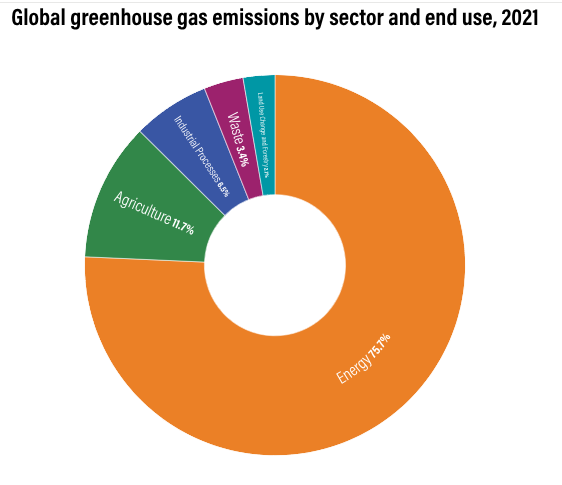 Global greenhouse gas emissions by sector and end use, 2021
Land Use Change and Forestry 2.7%
Waste 3.4%
Industrial Processes 6.5%
Agriculture 11.7%
Energy 75.7%